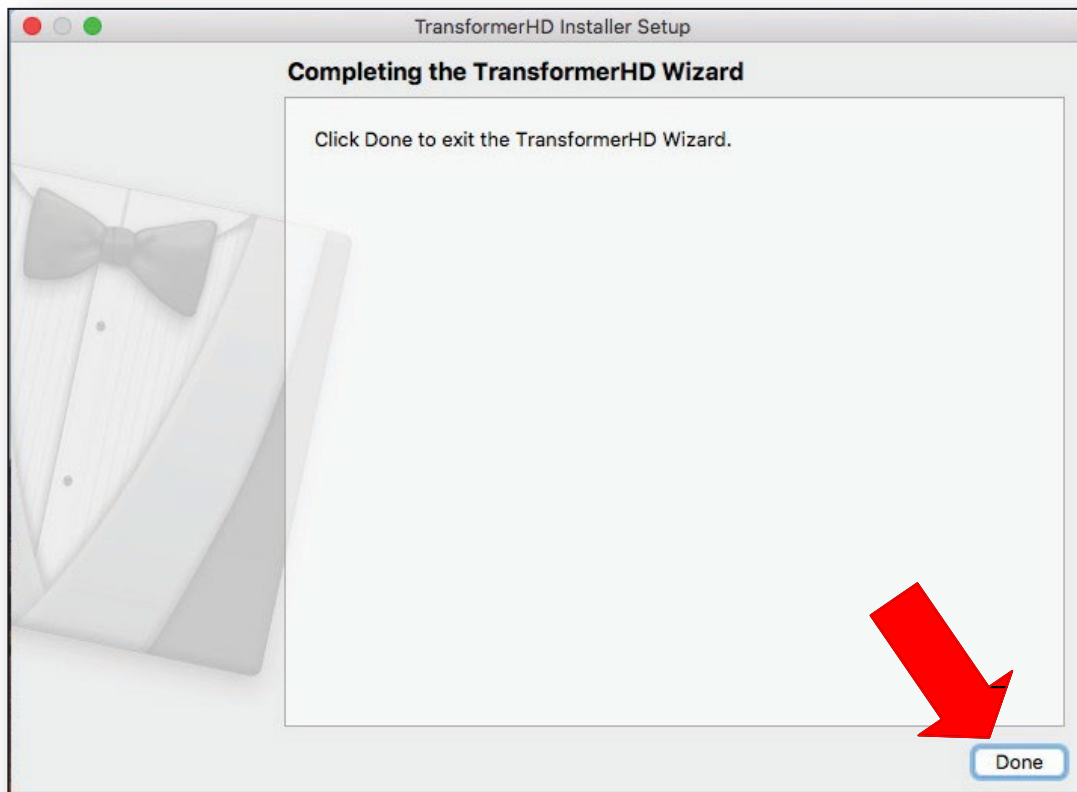 TransformerHD Installer Setup
Completing the TransformerHD Wizard
Click Done to exit the TransformerHD Wizard.
Done